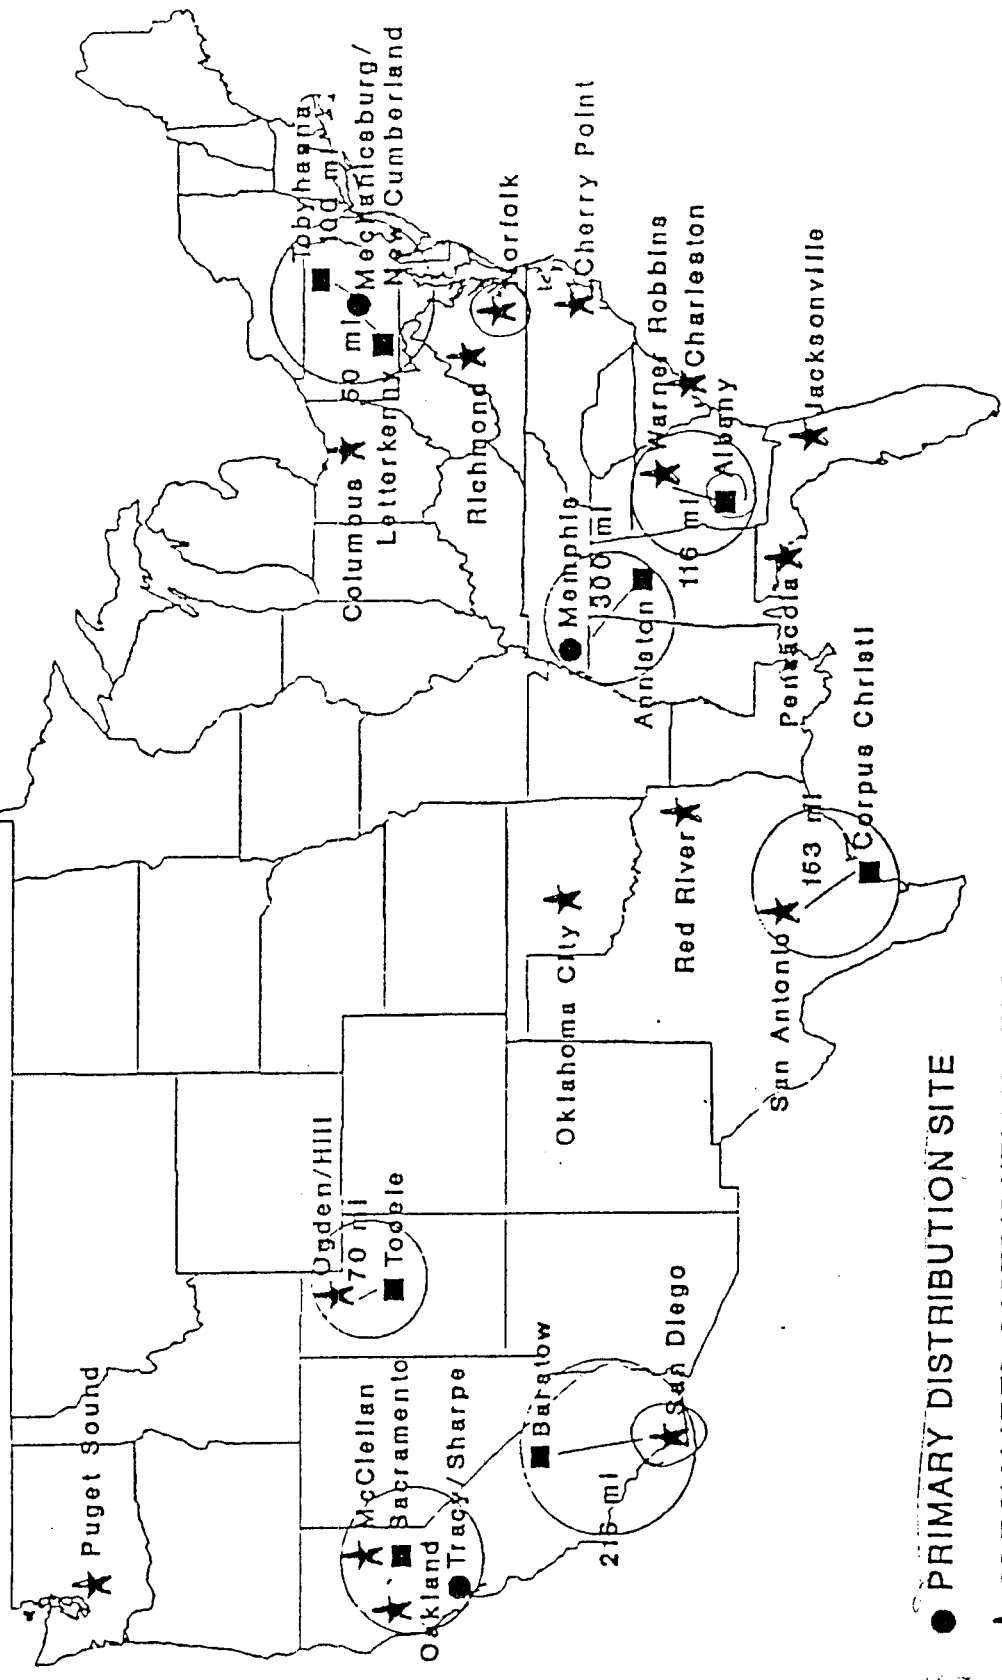 Puget Sound
McClellan
Sacramento
Oakland
Tracy/Sharpe
Barstow
216 mi
San Diego
Ogden/Hill
70 mi
Tooele
Oklahoma City
Red River
San Antonio
163 mi
Corpus Christi
Pensacola
Memphis
300 mi
Anniston
116 mi
Albany
Warner Robbins
Charleston
Jacksonville
Cherry Point
Norfolk
Richmond
Columbus
Letterkenny
50 mi
Tobyhanna
100 mi
Mechanicsburg/
New Cumberland
PRIMARY DISTRIBUTION SITE